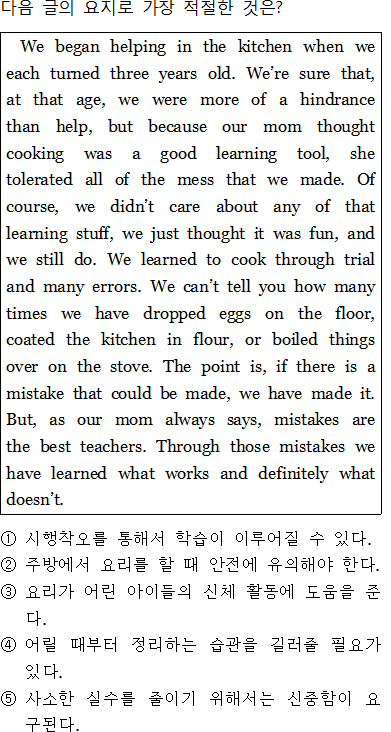 다음 글의 요지로 가장 적절한 것은?
We began helping in the kitchen when we
each turned three years old. We're sure that,
at that age, we were more of a hindrance
than help, but because our mom thought
cooking was a good learning tool, she
tolerated all of the mess that we made. Of
course, we didn't care about any of that
learning stuff, we just thought it was fun, and
we still do. We learned to cook through trial
and many errors. We can't tell you how many
times we have dropped eggs on the floor,
coated the kitchen in flour, or boiled things
over on the stove. The point is, if there is a
mistake that could be made, we have made it.
But, as our mom always says, mistakes are
the best teachers. Through those mistakes we
have learned what works and definitely what
doesn't.
① 시행착오를 통해서 학습이 이루어질 수 있다.
② 주방에서 요리를 할 때 안전에 유의해야 한다.
③ 요리가 어린 아이들의 신체 활동에 도움을 준
다.
④ 어릴 때부터 정리하는 습관을 길러줄 필요가
있다.
⑤ 사소한 실수를 줄이기 위해서는 신중함이 요
구된다.